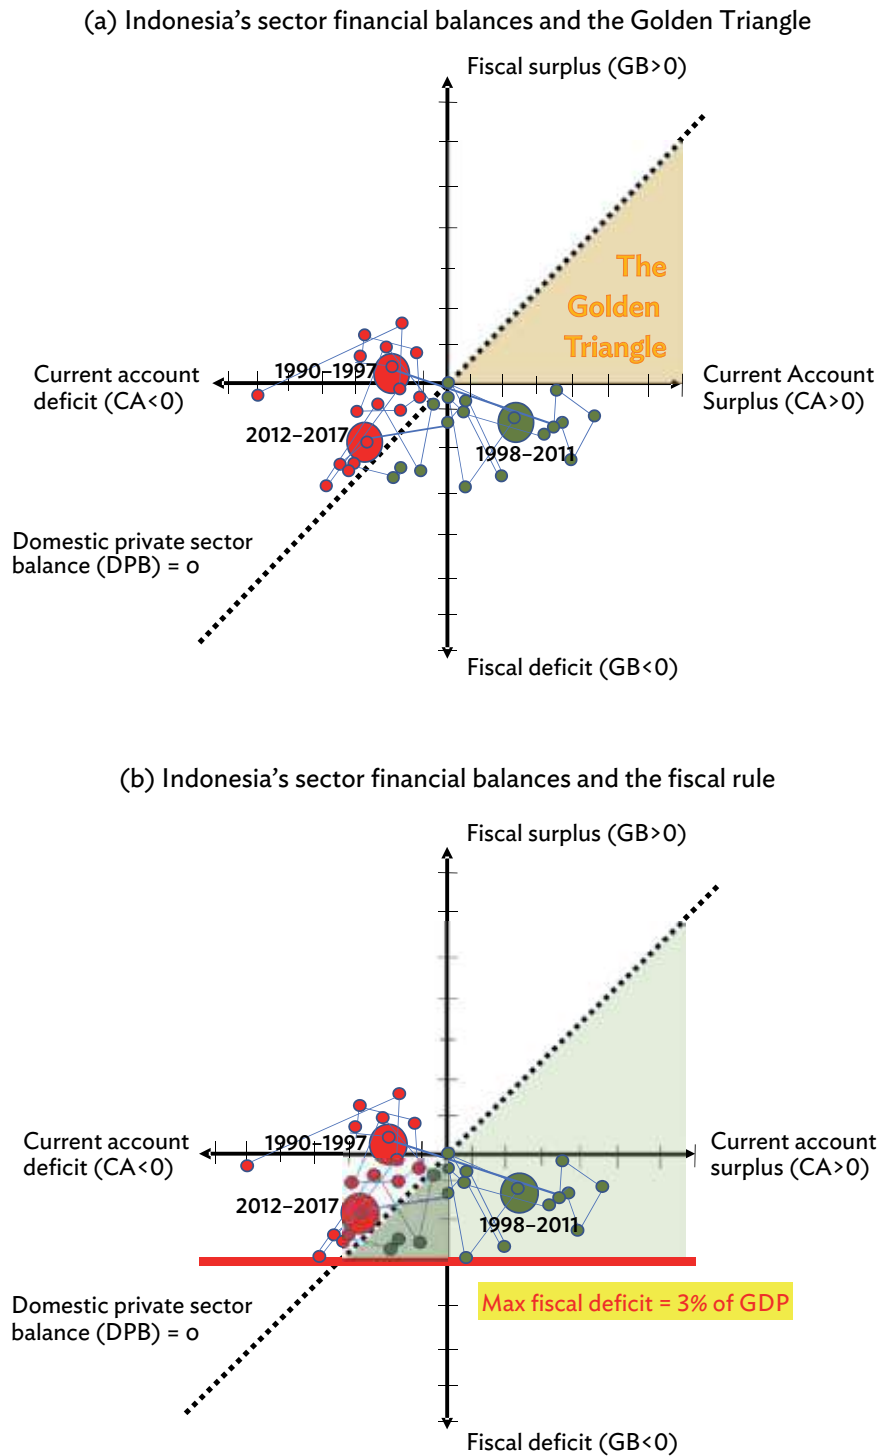 (a) Indonesia's sector financial balances and the Golden Triangle
Fiscal surplus (GB>0)
The
Golden
Triangle
1990–1997
Current account
deficit (CA<0)
Current Account
Surplus (CA>0)
2012–2017
1998–2011
Domestic private sector
balance (DPB) = 0
Fiscal deficit (GB<0)
(b) Indonesia's sector financial balances and the fiscal rule
Fiscal surplus (GB>0)
1990–1997
Current account
deficit (CA<0)
Current account
surplus (CA>0)
2012–2017
1998–2011
Max fiscal deficit = 3% of GDP
Domestic private sector
balance (DPB) = 0
Fiscal deficit (GB<0)